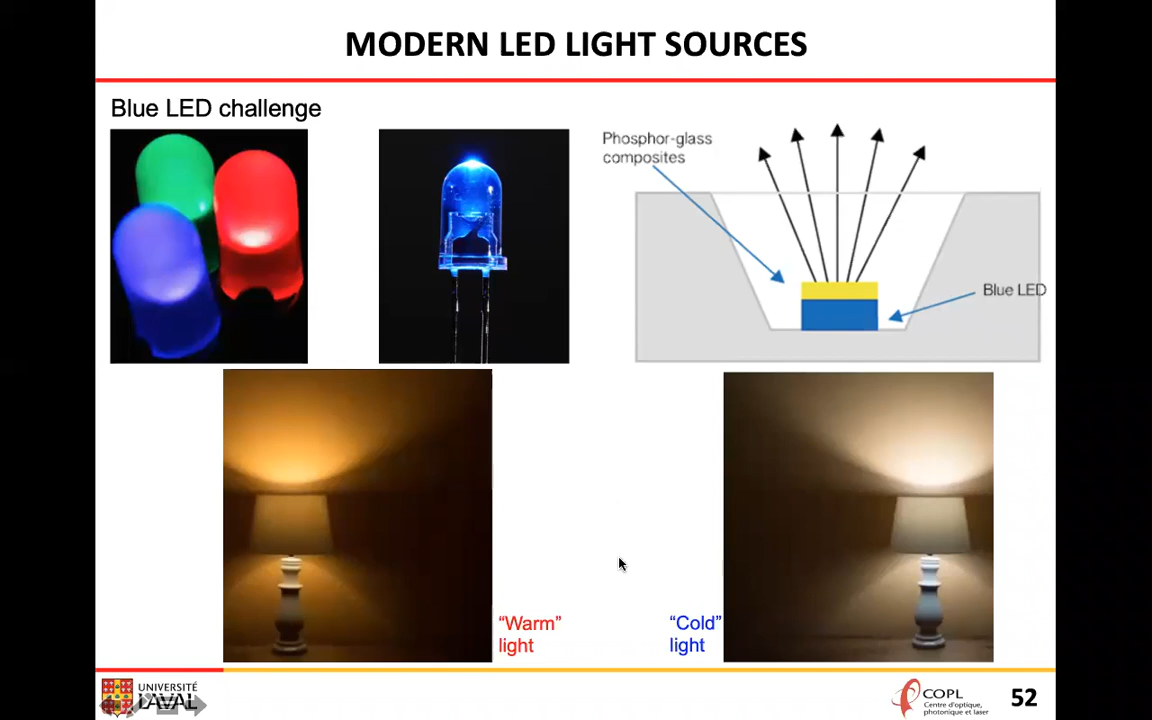 MODERN LED LIGHT SOURCES
Blue LED challenge
Phosphor-glass
composites
Blue LED
“Warm”
light
“Cold”
light
UNIVERSITÉ
LAVAL
COPL
Centre d'optique,
photonique et laser
52